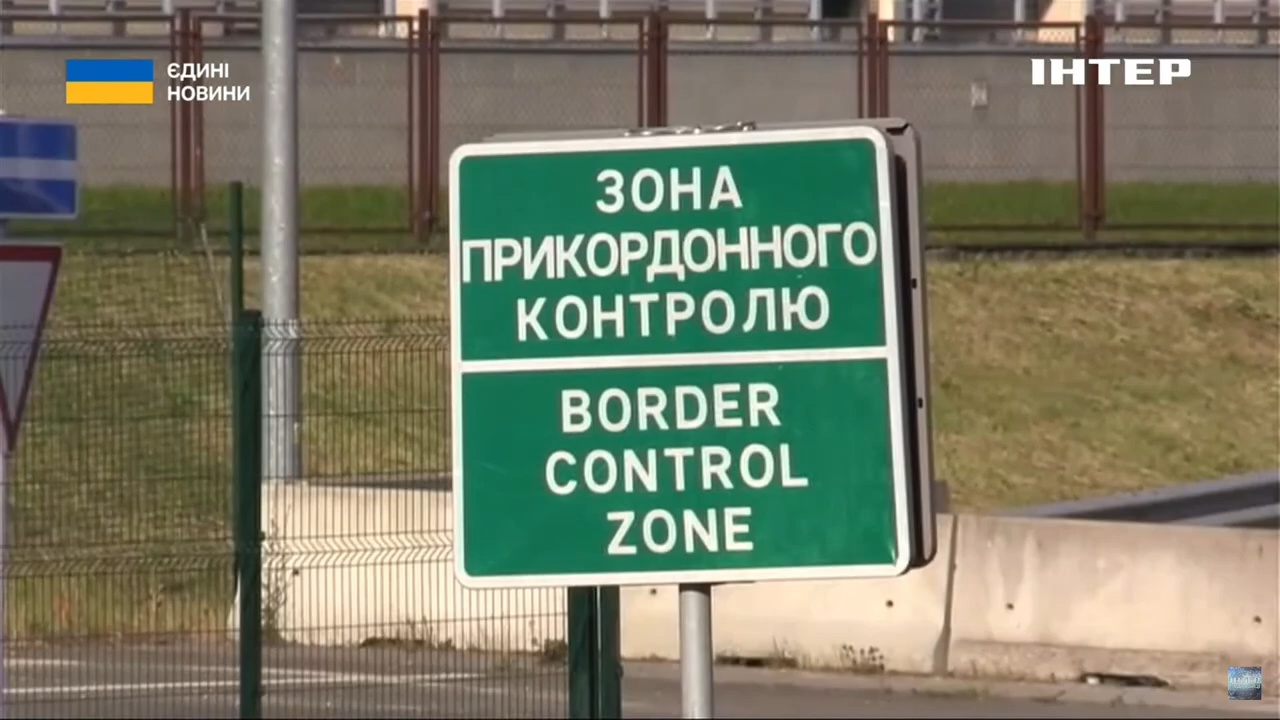 ЄДИНІ
НОВИНИ
ІНТЕР
ЗОНА
ПРИКОРДОННОГО
КОНТРОЛЮ
BORDER
CONTROL
ZONE